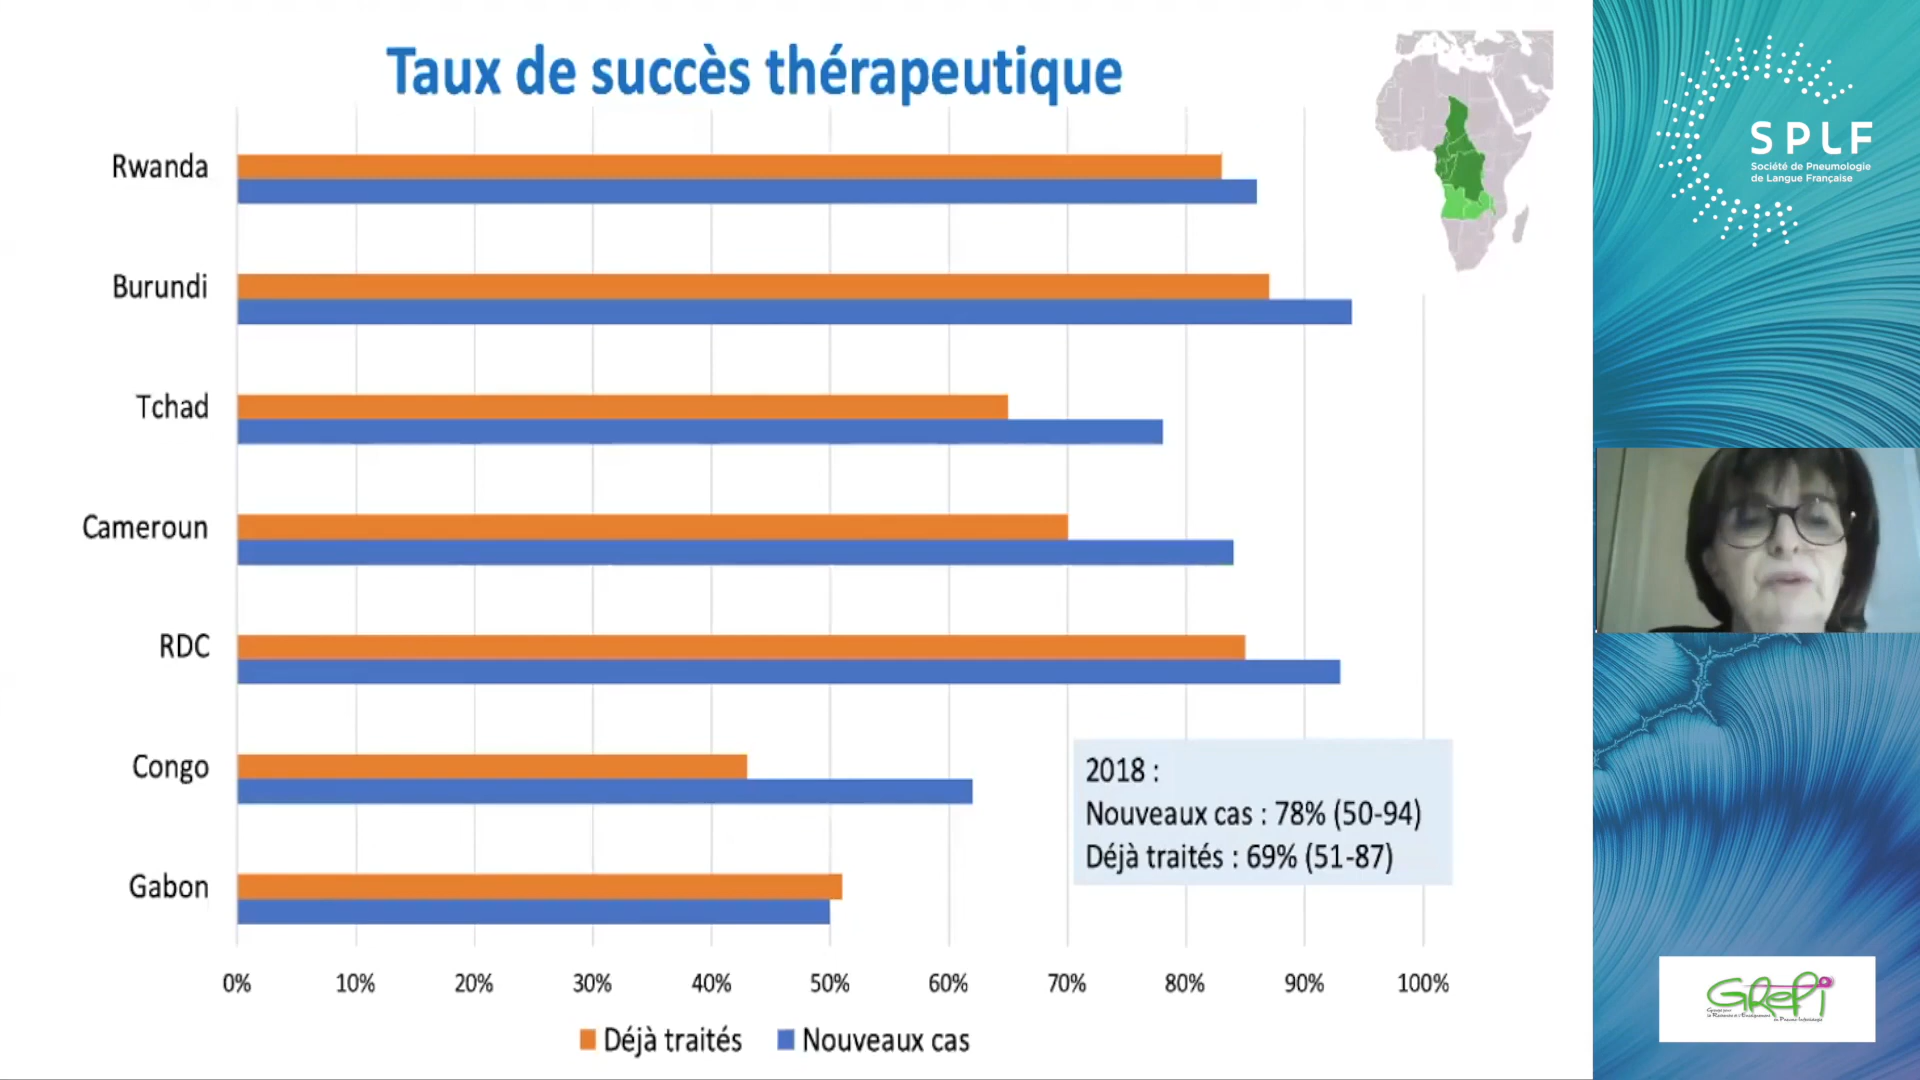 Taux de succès thérapeutique
Rwanda
Burundi
Tchad
Cameroun
RDC
Congo
Gabon
2018 :
Nouveaux cas : 78% (50-94)
Déjà traités : 69% (51-87)
0% 10% 20% 30% 40% 50% 60% 70% 80% 90% 100%
Déjà traités Nouveaux cas
SPLF
Société de Pneumologie
de Langue Française
GREPI